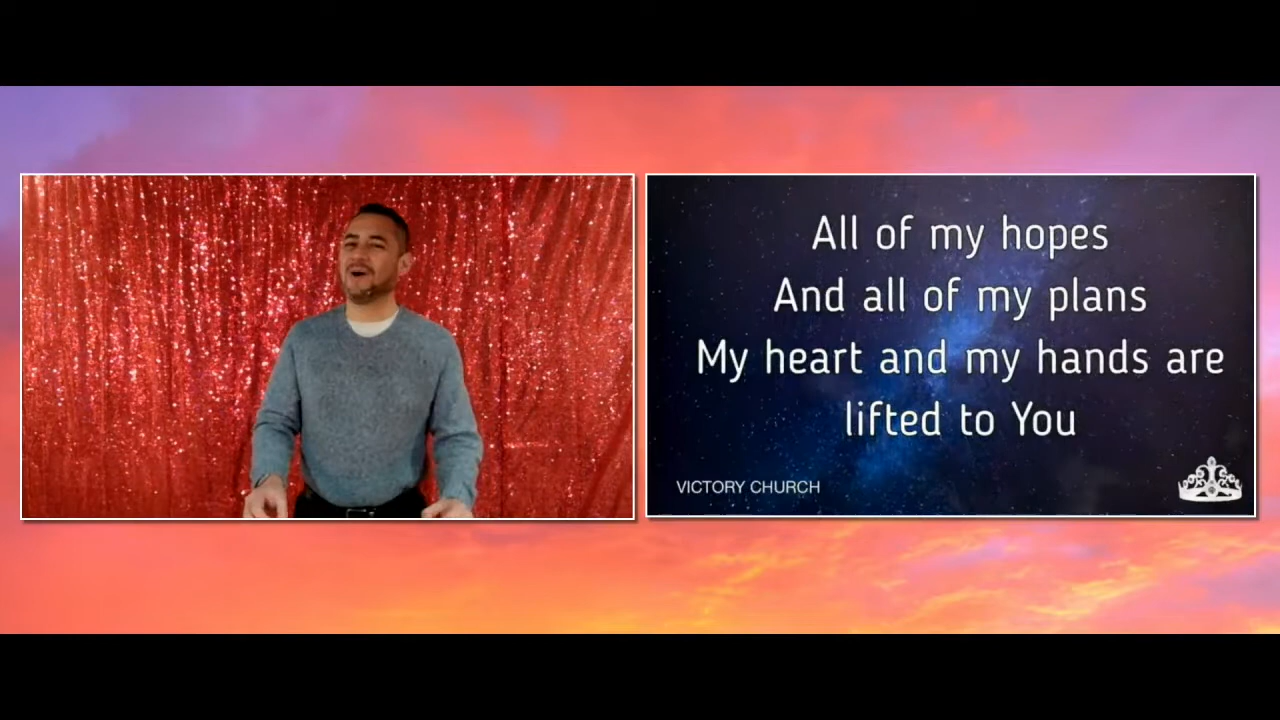 All of my hopes
And all of my plans
My heart and my hands are
lifted to You
VICTORY CHURCH